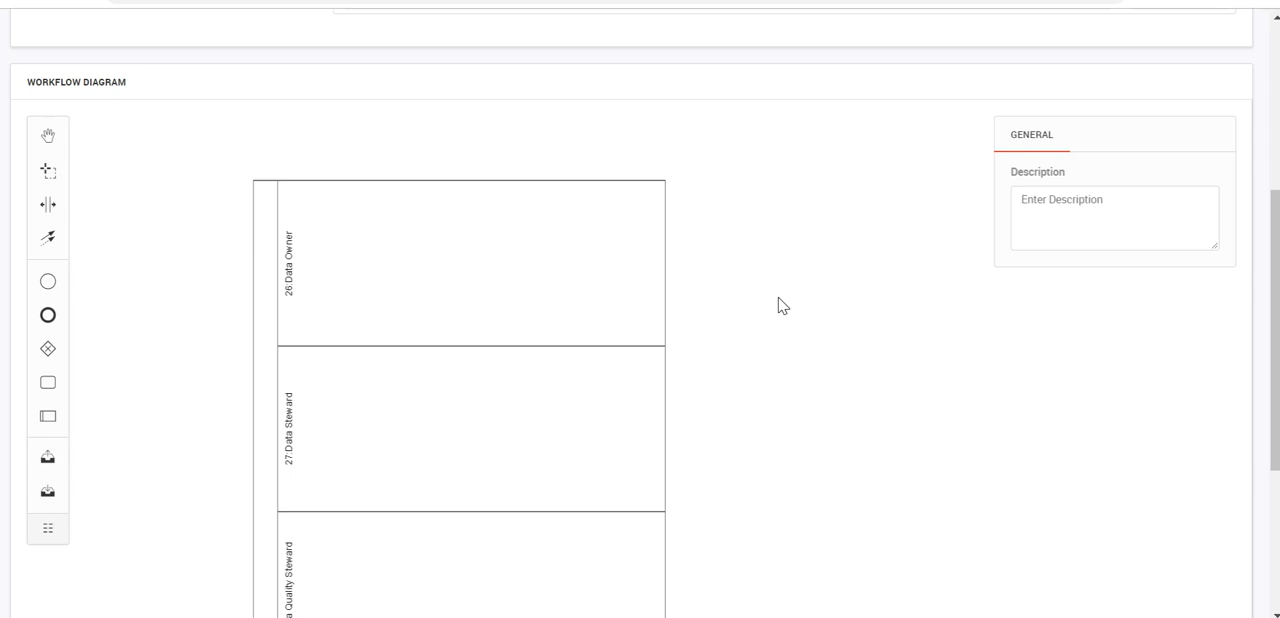 WORKFLOW DIAGRAM
GENERAL
Description
Enter Description
26:Data Owner
27:Data Steward
Quality Steward